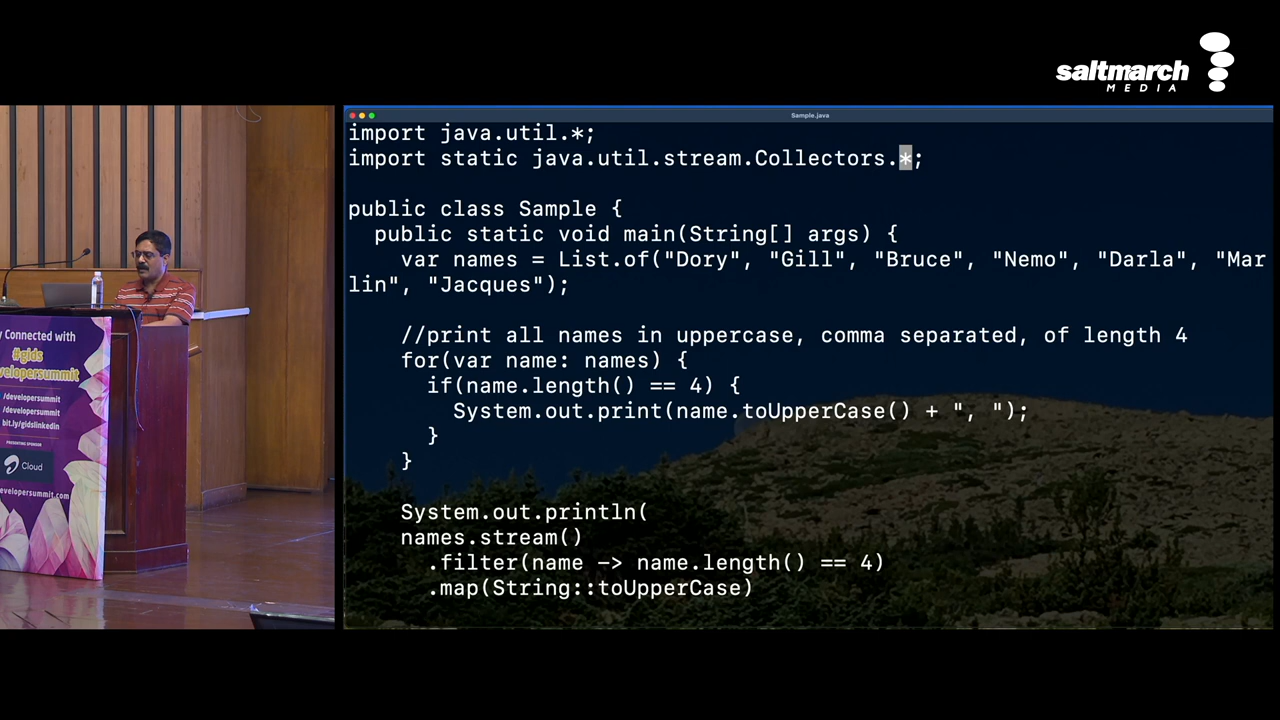 saltmarch
MEDIA
Sample.java
import java.util.*;
import static java.util.stream.Collectors.*;
public class Sample {
public static void main(String[] args) {
var names = List.of("Dory", "Gill", "Bruce", "Nemo", "Darla", "Mar
lin", "Jacques");
//print all names in uppercase, comma separated, of length 4
for(var name: names) {
if(name.length() == 4) {
System.out.print(name.toUpperCase() + ", ");
}
}
System.out.println(
names.stream()
.filter(name -> name.length() == 4)
.map(String::toUpperCase)
Connected with
#gids
velopersummit
/developersummit
/developersummit
bit.ly/gidslinkedin
PRESENTING SPONSOR
Cloud
evelopersummit.com